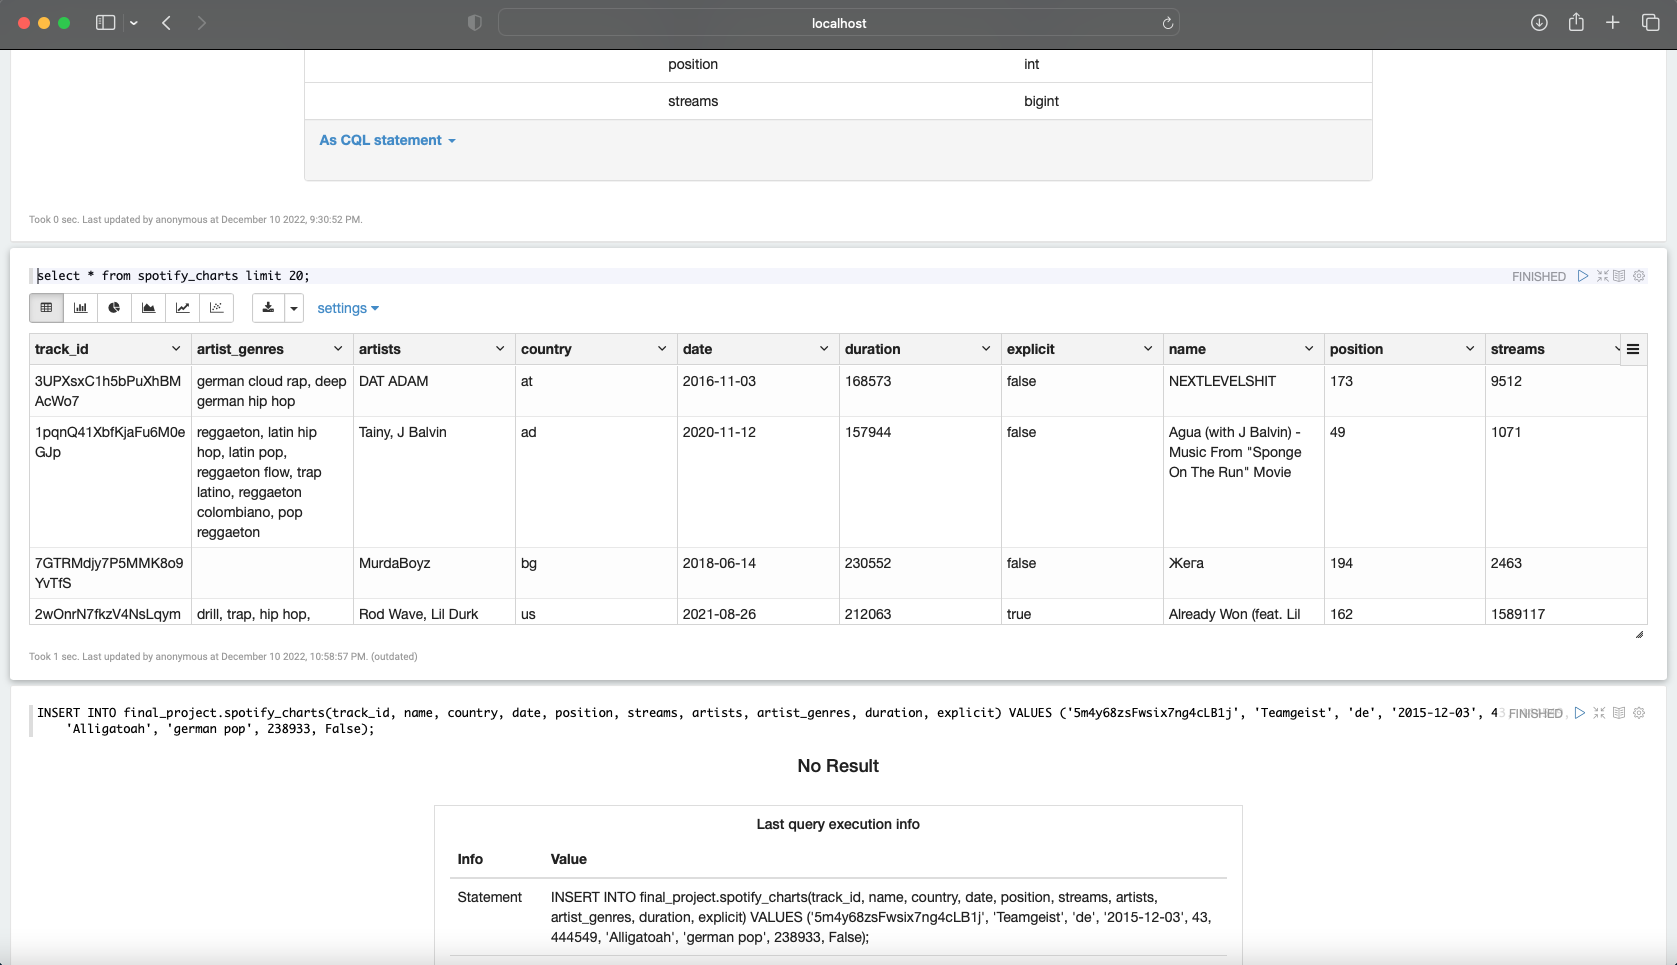 localhost
position int
streams bigint
As CQL statement
Took 0 sec. Last updated by anonymous at December 10 2022, 9:30:52 PM.
select * from spotify_charts limit 20;
FINISHED
settings
track_id artist_genres artists country date duration explicit name position streams
3UPXsxC1h5bPuXhBM german cloud rap, deep DAT ADAM at 2016-11-03 168573 false NEXTLEVELSHIT 173 9512
AcWo7 german hip hop
1pqnQ41XbfKjaFu6M0e reggaeton, latin hip Tainy, J Balvin ad 2020-11-12 157944 false Agua (with J Balvin) - 49 1071
GJp hop, latin pop, Music From "Sponge
reggaeton flow, trap On The Run" Movie
latino, reggaeton
colombiano, pop
reggaeton
7GTRMdjy7P5MMK8o9 MurdaBoyz bg 2018-06-14 230552 false Жега 194 2463
YvTfS
2wOnrN7fkzV4NsLqym drill, trap, hip hop, Rod Wave, Lil Durk us 2021-08-26 212063 true Already Won (feat. Lil 162 1589117
Took 1 sec. Last updated by anonymous at December 10 2022, 10:58:57 PM. (outdated)
INSERT INTO final_project.spotify_charts(track_id, name, country, date, position, streams, artists, artist_genres, duration, explicit) VALUES ('5m4y68zsFwsix7ng4cLB1j', 'Teamgeist', 'de', '2015-12-03', 43 FINISHED
'Alligatoah', 'german pop', 238933, False);
No Result
Last query execution info
Info Value
Statement INSERT INTO final_project.spotify_charts(track_id, name, country, date, position, streams, artists,
artist_genres, duration, explicit) VALUES ('5m4y68zsFwsix7ng4cLB1j', 'Teamgeist', 'de', '2015-12-03', 43,
444549, 'Alligatoah', 'german pop', 238933, False);